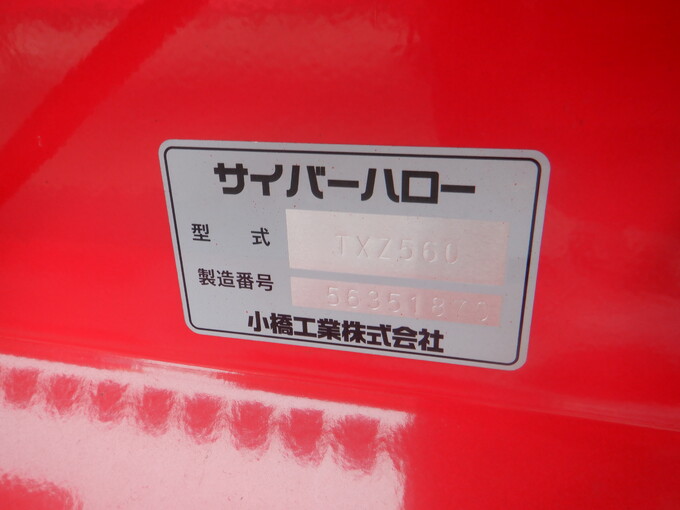 サイバーハロー
型式 TXZ560
製造番号
小橋工業株式会社